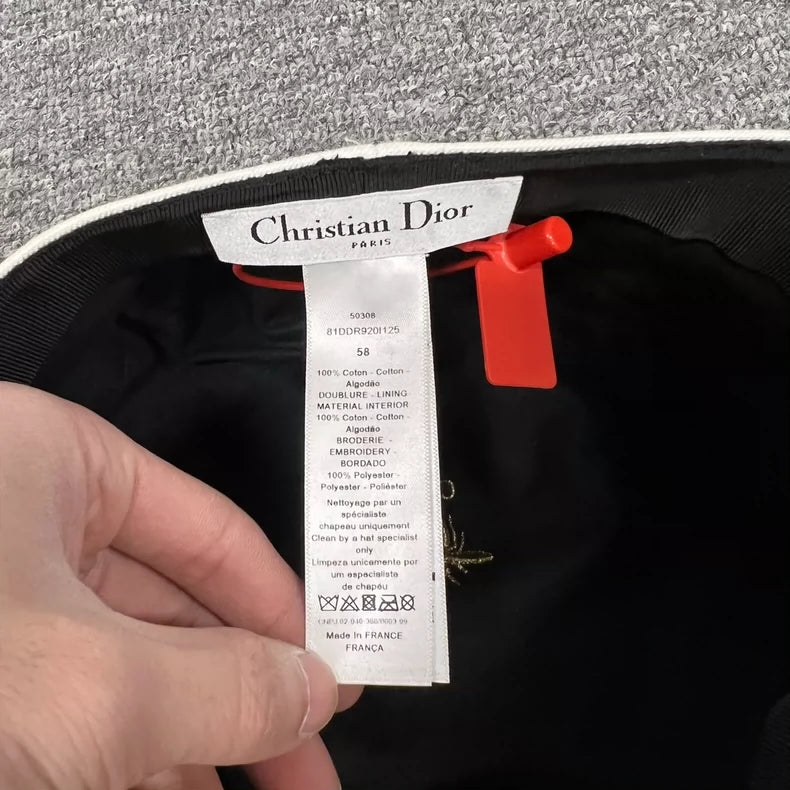 Christian Dior
PARIS
50308
81DDR920I125
58
100% Coton - Cotton -
Algodão
DOUBLURE - LINING
MATERIAL INTERIOR
100% Coton - Cotton -
Algodão
BRODERIE -
EMBROIDERY -
BORDADO
100% Polyester -
Polyester - Poliéster
Nettoyage par un
spécialiste
chapeau uniquement
Clean by a hat specialist
only
Limpeza unicamente por
um especialista
de chapéu
Made In FRANCE
FRANÇA